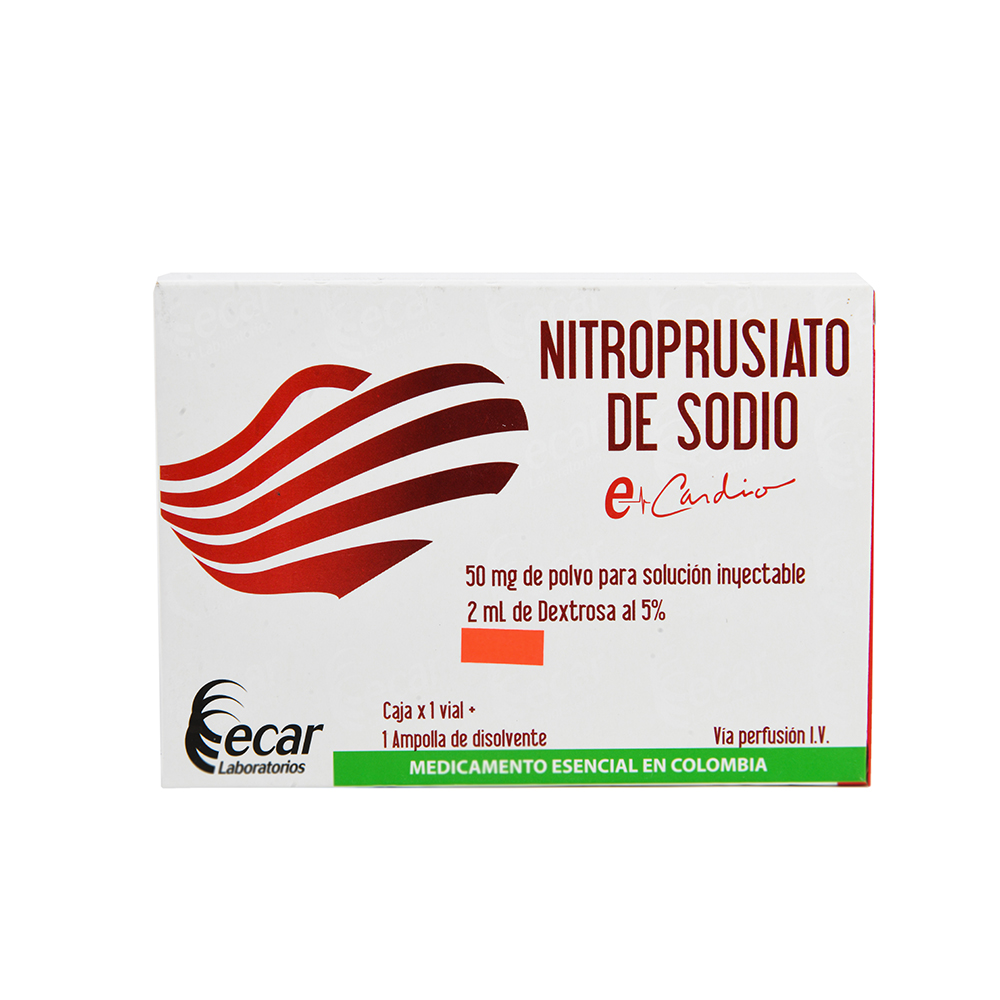 NITROPRUSIATO
DE SODIO
e Cardio
50 mg de polvo para solución inyectable
2 mL de Dextrosa al 5%
Caja x 1 vial +
1 Ampolla de disolvente
Vía perfusión I.V.
ecar
Laboratorios
MEDICAMENTO ESENCIAL EN COLOMBIA